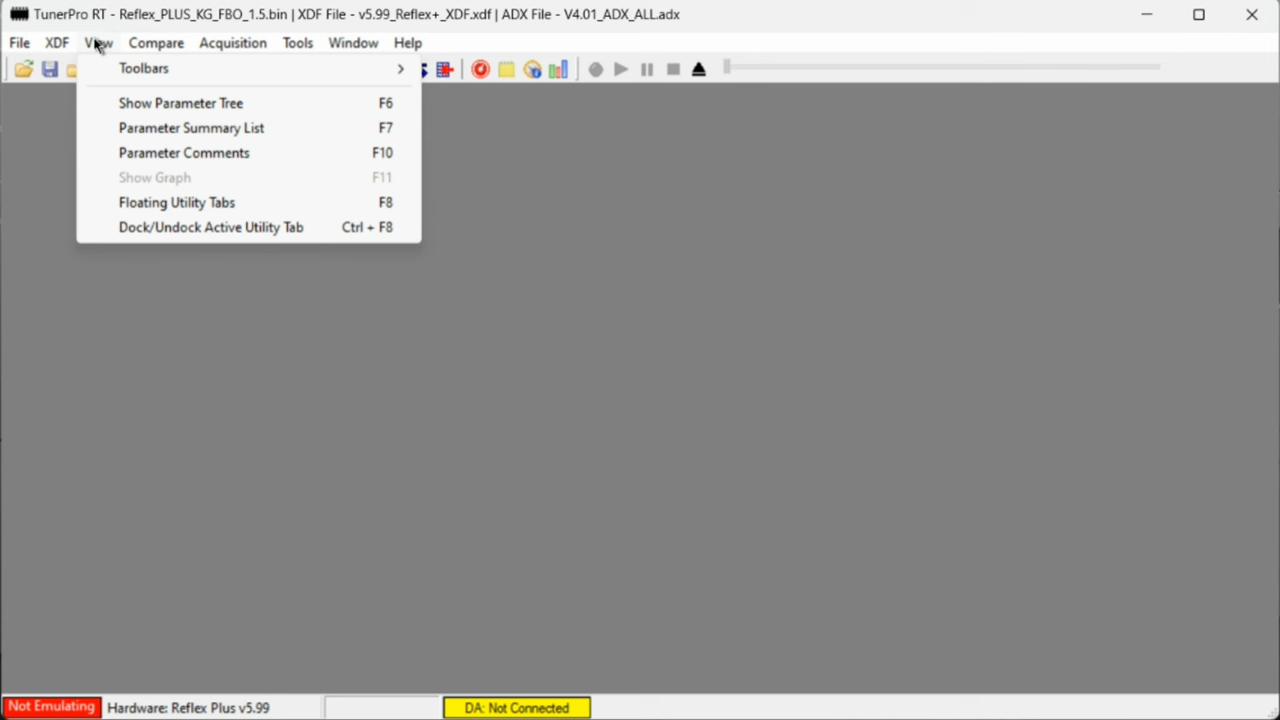 TunerPro RT - Reflex_PLUS_KG_FBO_1.5.bin | XDF File - v5.99_Reflex+_XDF.xdf | ADX File - V4.01_ADX_ALL.adx
File XDF View Compare Acquisition Tools Window Help
Toolbars
Show Parameter Tree F6
Parameter Summary List F7
Parameter Comments F10
Show Graph F11
Floating Utility Tabs F8
Dock/Undock Active Utility Tab Ctrl + F8
Not Emulating Hardware: Reflex Plus v5.99 DA: Not Connected